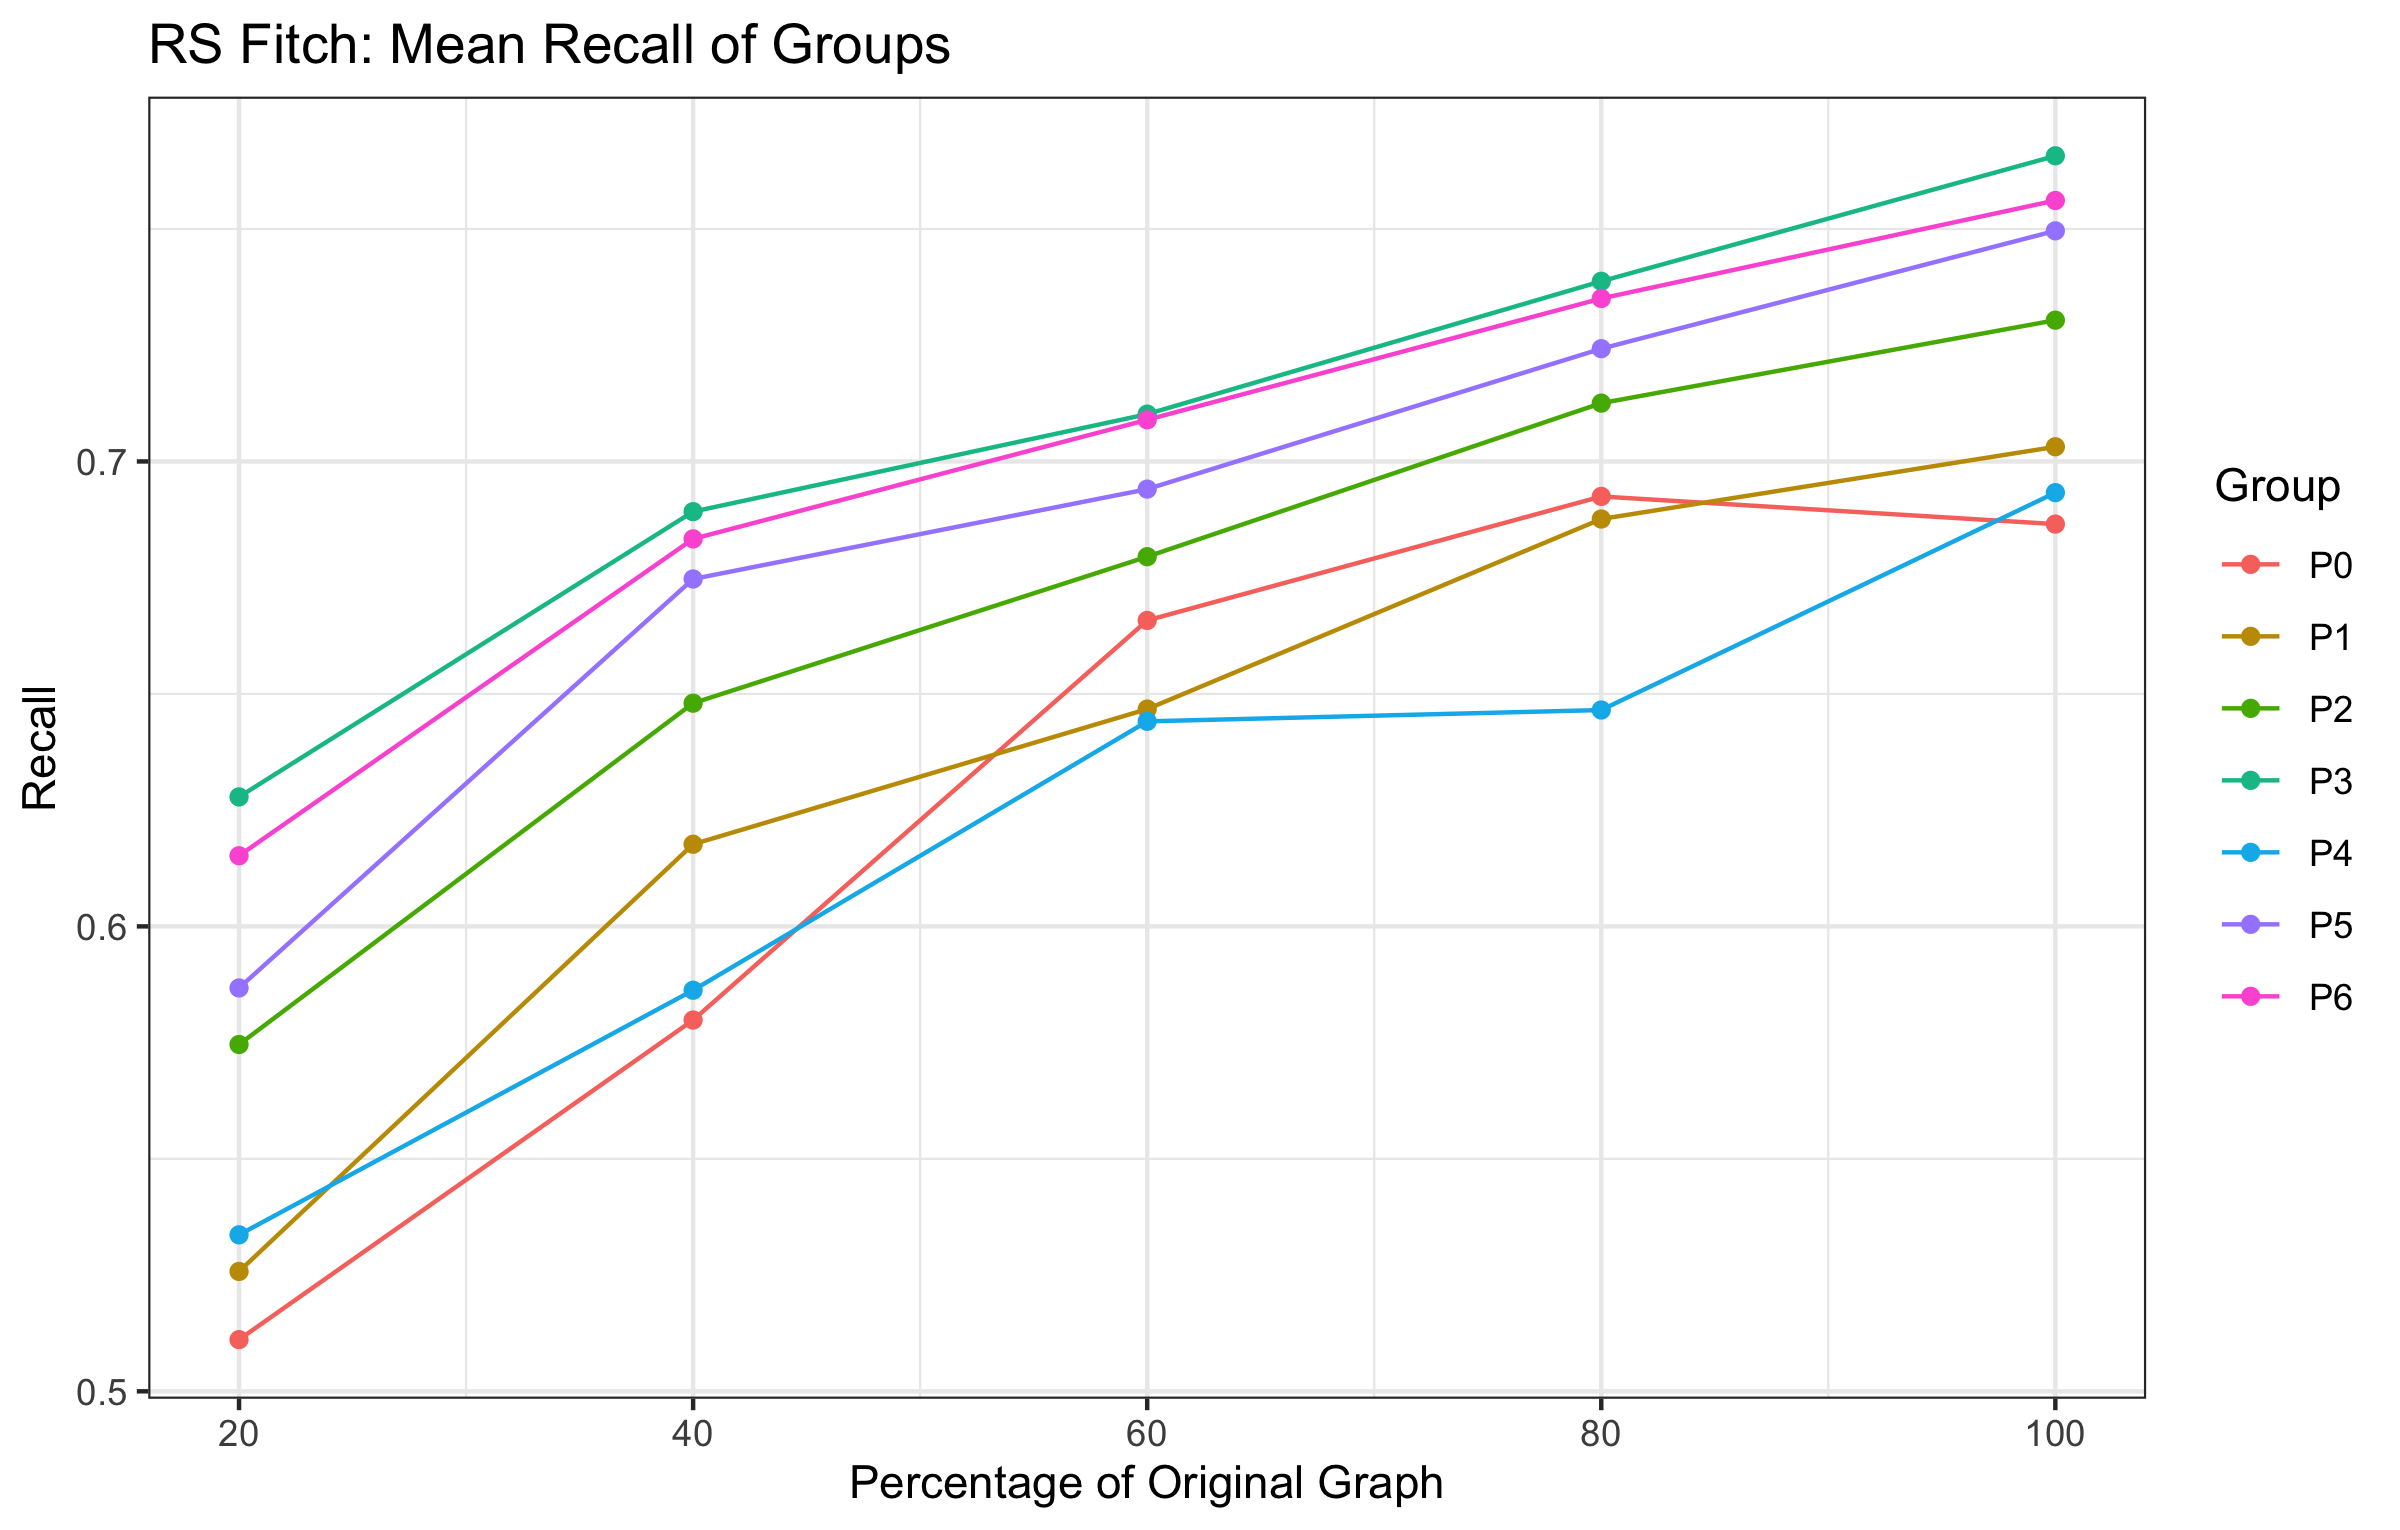 RS Fitch: Mean Recall of Groups
Recall
0.7
0.6
0.5
20 40 60 80 100
Percentage of Original Graph
Group
P0
P1
P2
P3
P4
P5
P6